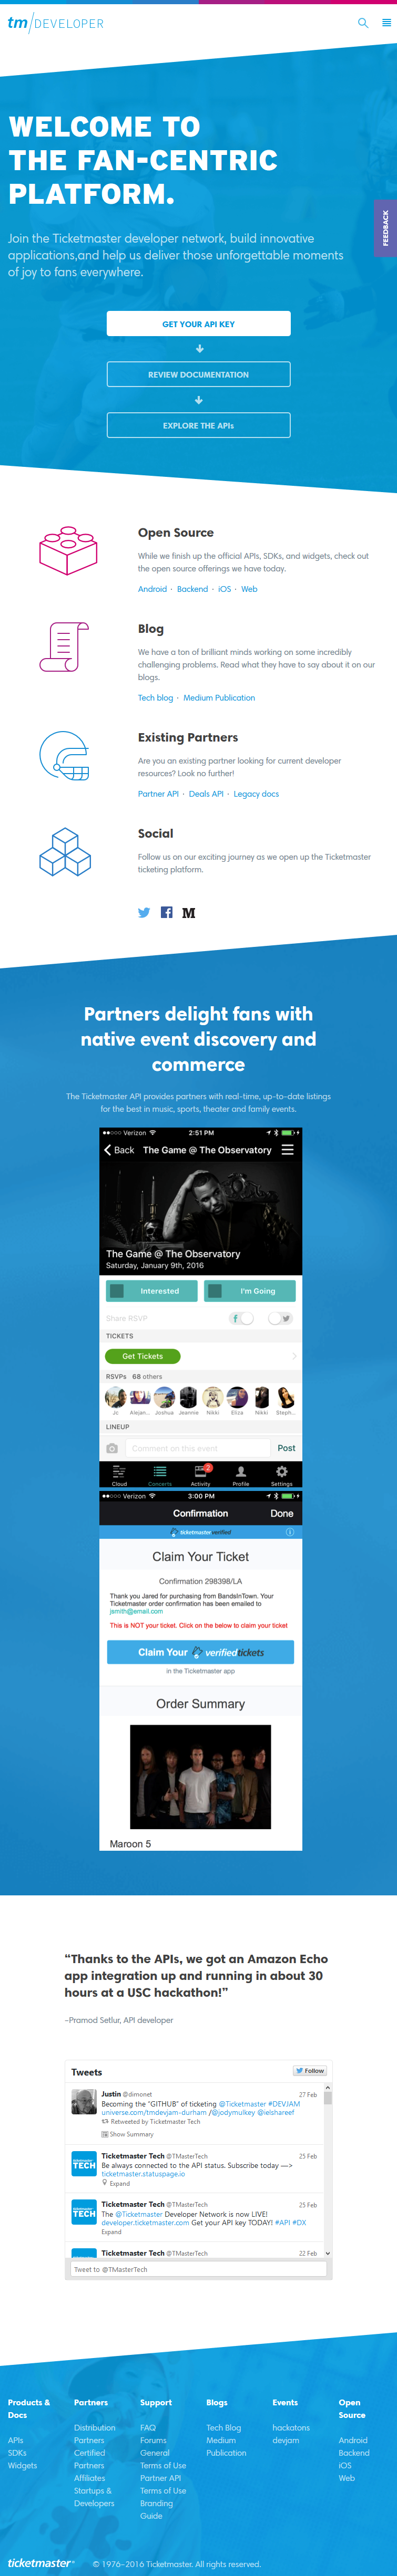 tm/DEVELOPER
WELCOME TO
THE FAN-CENTRIC
PLATFORM.
FEEDBACK
Join the Ticketmaster developer network, build innovative
applications,and help us deliver those unforgettable moments
of joy to fans everywhere.
GET YOUR API KEY
REVIEW DOCUMENTATION
EXPLORE THE APIs
Open Source
While we finish up the official APIs, SDKs, and widgets, check out
the open source offerings we have today.
Android · Backend · iOS · Web
Blog
We have a ton of brilliant minds working on some incredibly
challenging problems. Read what they have to say about it on our
blogs.
Tech blog · Medium Publication
Existing Partners
Are you an existing partner looking for current developer
resources? Look no further!
Partner API · Deals API · Legacy docs
Social
Follow us on our exciting journey as we open up the Ticketmaster
ticketing platform.
Partners delight fans with
native event discovery and
commerce
The Ticketmaster API provides partners with real-time, up-to-date listings
for the best in music, sports, theater and family events.
Verizon 2:51 PM
Back The Game @ The Observatory
The Game @ The Observatory
Saturday, January 9th, 2016
Interested I'm Going
Share RSVP
TICKETS
Get Tickets
RSVPs 68 others
Jc Alejan... Joshua Jeannie Nikki Eliza Nikki Steph...
LINEUP
Comment on this event Post
2
Cloud Concerts Activity Profile Settings
Verizon 3:00 PM
Confirmation Done
ticketmaster verified
Claim Your Ticket
Confirmation 298398/LA
Thank you Jared for purchasing from BandsInTown. Your
Ticketmaster order confirmation has been emailed to
jsmith@email.com
This is NOT your ticket. Click on the below to claim your ticket
Claim Your verifiedtickets
in the Ticketmaster app
Order Summary
Maroon 5
“Thanks to the APIs, we got an Amazon Echo
app integration up and running in about 30
hours at a USC hackathon!”
–Pramod Setlur, API developer
Tweets Follow
Justin @dimonet 27 Feb
Becoming the "GITHUB" of ticketing @Ticketmaster #DEVJAM
universe.com/tmdevjam-durham /@jodymulkey @ielshareef
Retweeted by Ticketmaster Tech
Show Summary
TECH
Ticketmaster Tech @TMasterTech 25 Feb
Be always connected to the API status. Subscribe today —>
ticketmaster.statuspage.io
Expand
TECH
Ticketmaster Tech @TMasterTech 25 Feb
The @Ticketmaster Developer Network is now LIVE!
developer.ticketmaster.com Get your API key TODAY! #API #DX
Expand
Ticketmaster Tech @TMasterTech 22 Feb
Tweet to @TMasterTech
Products &
Docs
APIs
SDKs
Widgets
Partners
Distribution
Partners
Certified
Partners
Affiliates
Startups &
Developers
Support
FAQ
Forums
General
Terms of Use
Partner API
Terms of Use
Branding
Guide
Blogs
Tech Blog
Medium
Publication
Events
hackatons
devjam
Open
Source
Android
Backend
iOS
Web
ticketmaster® © 1976-2016 Ticketmaster. All rights reserved.